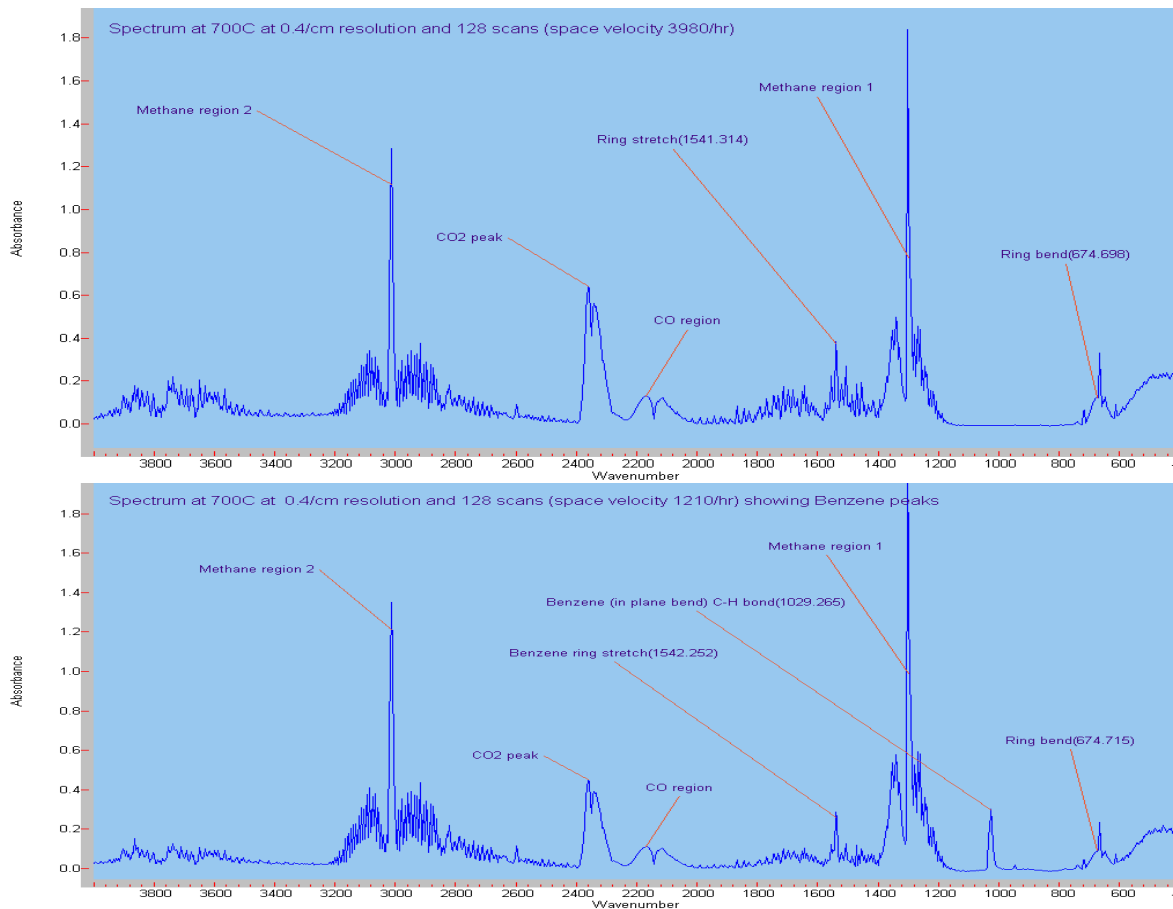 Spectrum at 700C at 0.4/cm resolution and 128 scans (space velocity 3980/hr)
1.8
1.6
1.4
1.2
1.0
0.8
0.6
0.4
0.2
0.0
Absorbance
Methane region 1
Methane region 2
Ring stretch(1541.314)
CO2 peak
Ring bend(674.698)
CO region
3800 3600 3400 3200 3000 2800 2600 2400 2200 2000 1800 1600 1400 1200 1000 800 600
Wavenumber
Spectrum at 700C at 0.4/cm resolution and 128 scans (space velocity 1210/hr) showing Benzene peaks
1.8
1.6
1.4
1.2
1.0
0.8
0.6
0.4
0.2
0.0
Absorbance
Methane region 1
Methane region 2
Benzene (in plane bend) C-H bond(1029.265)
Benzene ring stretch(1542.252)
Ring bend(674.715)
CO2 peak
CO region
3800 3600 3400 3200 3000 2800 2600 2400 2200 2000 1800 1600 1400 1200 1000 800 600
Wavenumber